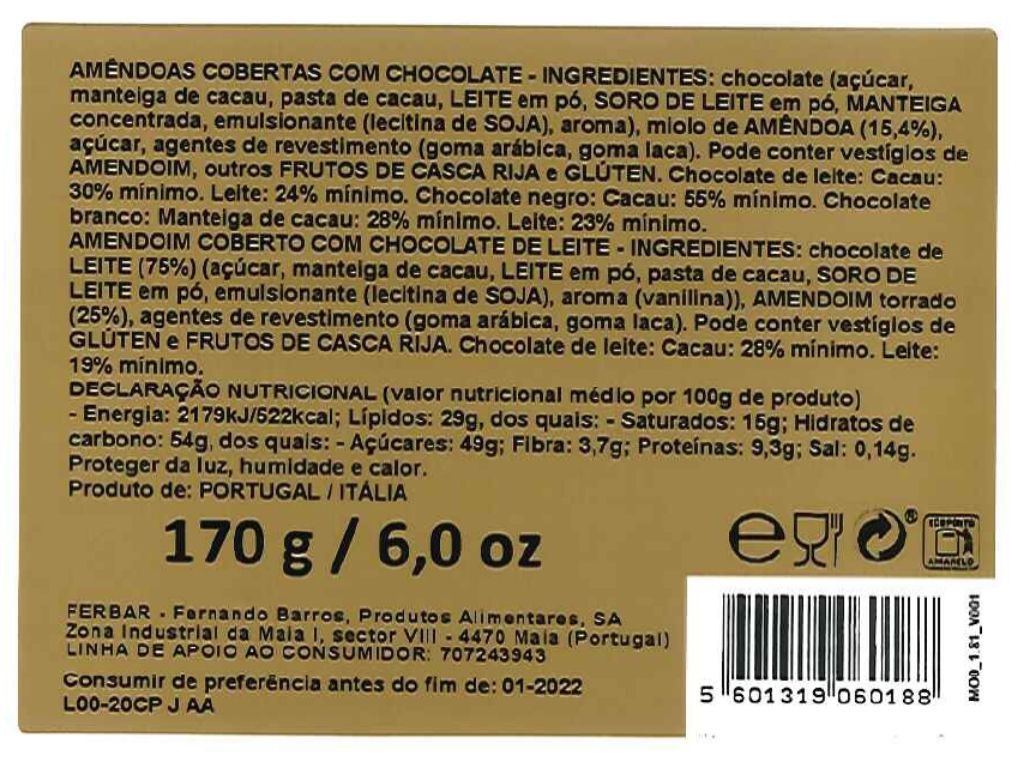 AMÊNDOAS COBERTAS COM CHOCOLATE - INGREDIENTES: chocolate (açúcar,
manteiga de cacau, pasta de cacau, LEITE em pó, SORO DE LEITE em pó, MANTEIGA
concentrada, emulsionante (lecitina de SOJA), aroma), miolo de AMÊNDOA (15,4%),
açúcar, agentes de revestimento (goma arábica, goma laca). Pode conter vestígios de
AMENDOIM, outros FRUTOS DE CASCA RIJA e GLÚTEN. Chocolate de leite: Cacau:
30% mínimo. Leite: 24% mínimo. Chocolate negro: Cacau: 55% mínimo. Chocolate
branco: Manteiga de cacau: 28% mínimo. Leite: 23% mínimo.
AMENDOIM COBERTO COM CHOCOLATE DE LEITE - INGREDIENTES: chocolate de
LEITE (75%) (açúcar, manteiga de cacau, LEITE em pó, pasta de cacau, SORO DE
LEITE em pó, emulsionante (lecitina de SOJA), aroma (vanilina)), AMENDOIM torrado
(25%), agentes de revestimento (goma arábica, goma laca). Pode conter vestígios de
GLÚTEN e FRUTOS DE CASCA RIJA. Chocolate de leite: Cacau: 28% mínimo. Leite:
19% mínimo.
DECLARAÇÃO NUTRICIONAL (valor nutricional médio por 100g de produto)
- Energia: 2179kJ/522kcal; Lípidos: 29g, dos quais: - Saturados: 15g; Hidratos de
carbono: 54g, dos quais: - Açúcares: 49g; Fibra: 3,7g; Proteínas: 9,3g; Sal: 0,14g.
Proteger da luz, humidade e calor.
Produto de: PORTUGAL / ITÁLIA
170 g / 6,0 oz
e
®
ECOPONTO
AMARELO
FERBAR - Fernando Barros, Produtos Alimentares, SA
Zona Industrial da Maia I, sector VIII - 4470 Maia (Portugal)
LINHA DE APOIO AO CONSUMIDOR: 707243943
Consumir de preferência antes do fim de: 01-2022
L00-20CP J AA
5 601319 060188
MO0_1.81_V001